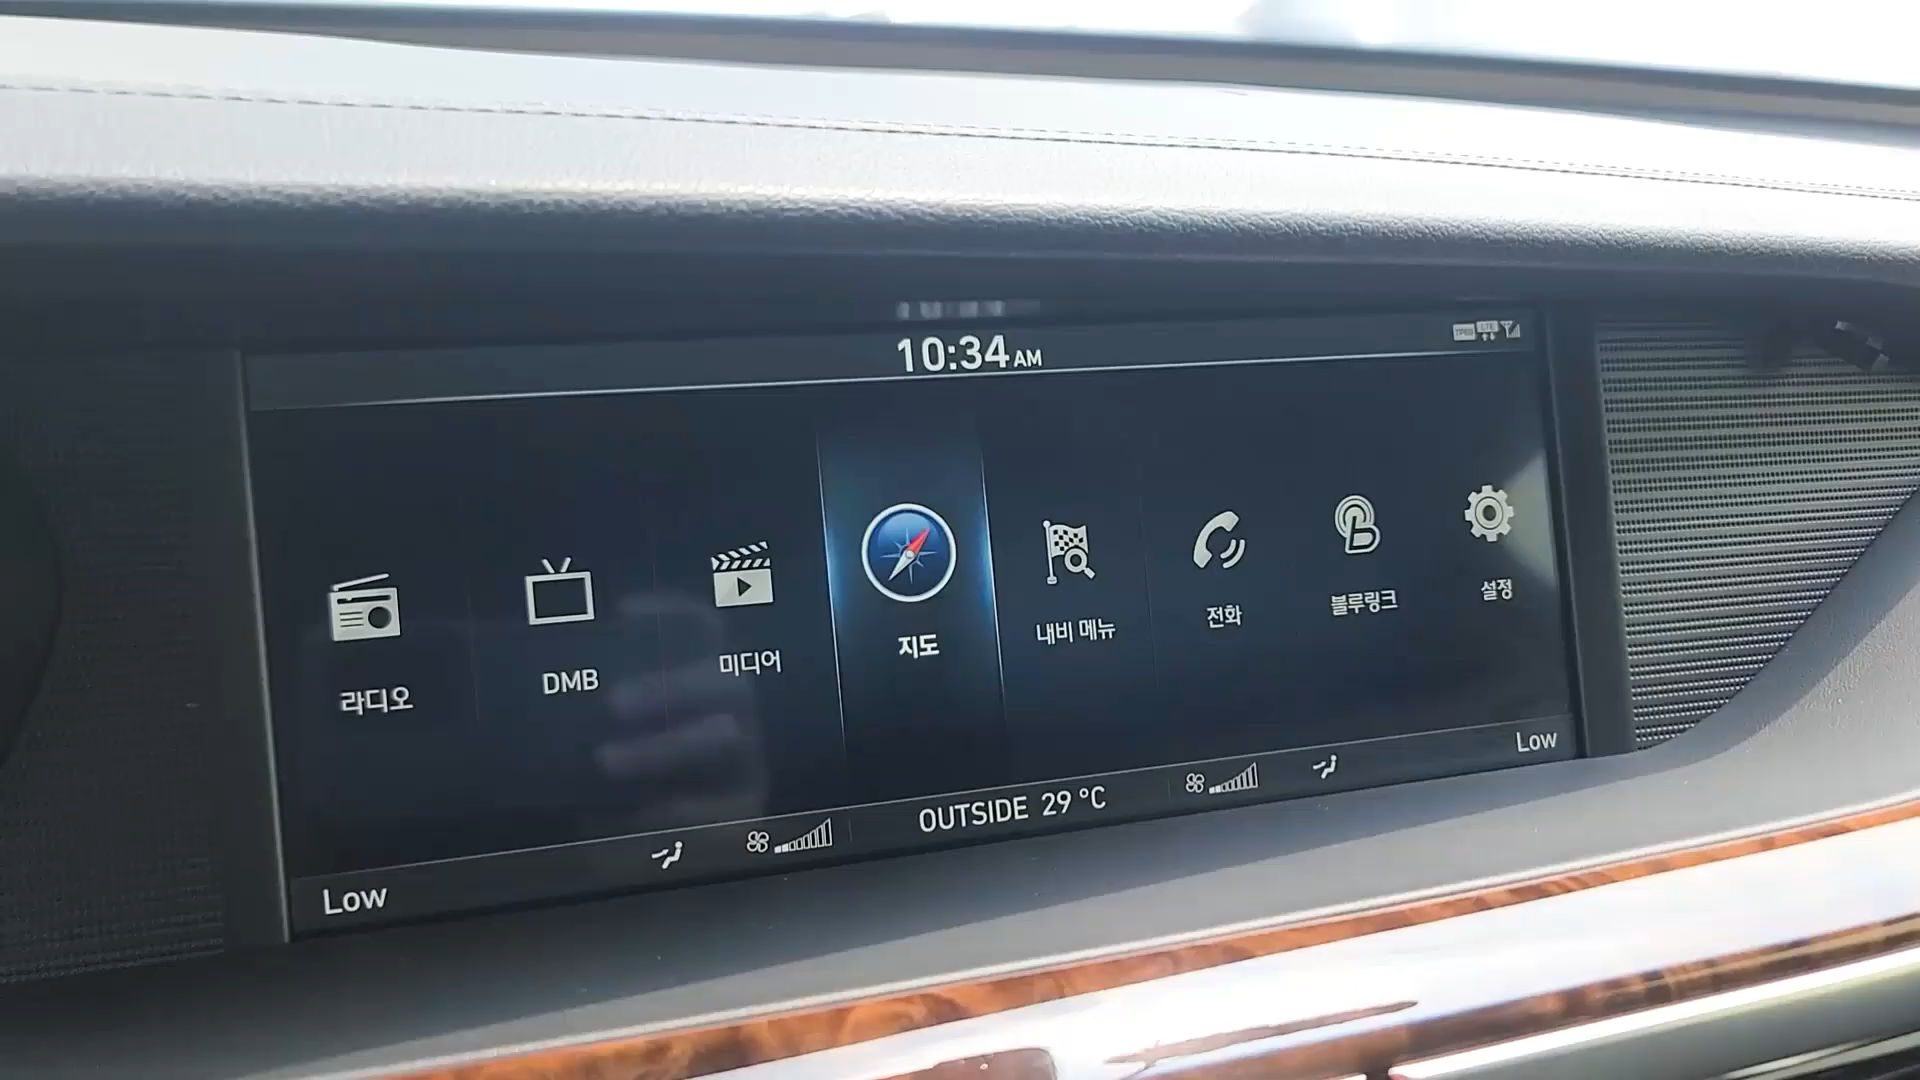 10:34 AM
라디오
DMB
미디어
지도
내비 메뉴
전화
블루링크
설정
Low
OUTSIDE 29 °C
Low